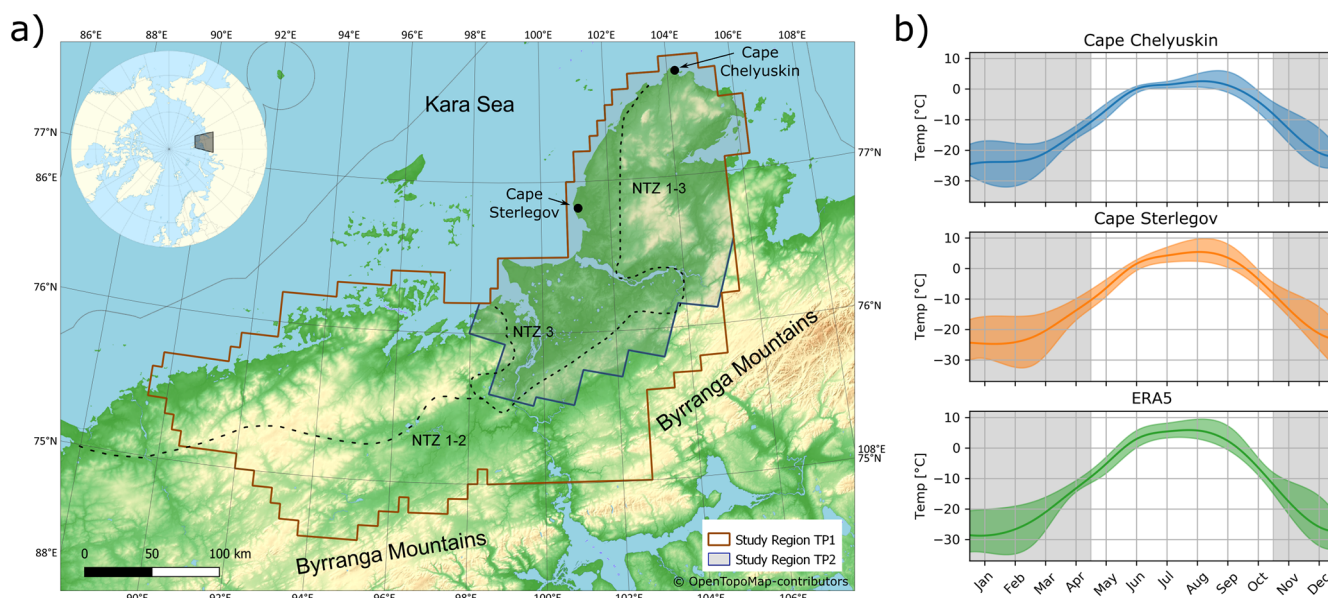 a)
86°E 88°E 90°E 92°E 94°E 96°E 98°E 100°E 102°E 104°E 106°E 108°E
77°N
86°E
76°N
75°N
88°E
Kara Sea
Cape
Chelyuskin
Cape
Sterlegov
NTZ 1-3
NTZ 3
NTZ 1-2
77°N
76°N
108°E
75°N
Byrranga Mountains
Byrranga Mountains
0 50 100 km
Study Region TP1
Study Region TP2
© OpenTopoMap-contributors
90°E 92°E 94°E 96°E 98°E 100°E 102°E 104°E 106°E
b)
Cape Chelyuskin
Temp [°C]
10
0
−10
−20
−30
Cape Sterlegov
Temp [°C]
10
0
−10
−20
−30
ERA5
Temp [°C]
10
0
−10
−20
−30
Jan Feb Mar Apr May Jun Jul Aug Sep Oct Nov Dec